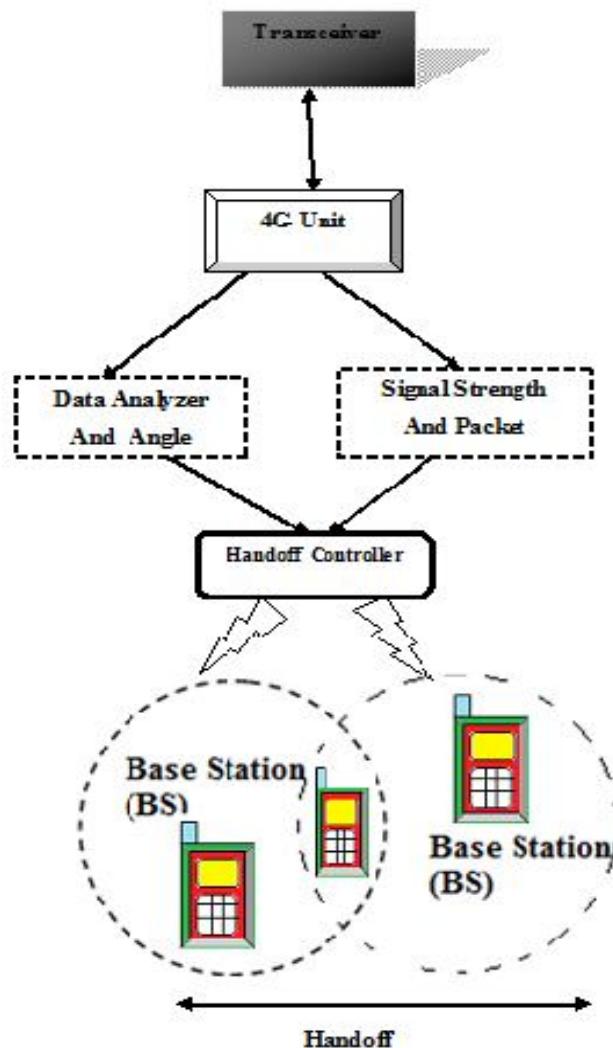 Transceiver
4G Unit
Data Analyzer
And Angle
Signal Strength
And Packet
Handoff Controller
Base Station
(BS)
Base Station
(BS)
Handoff